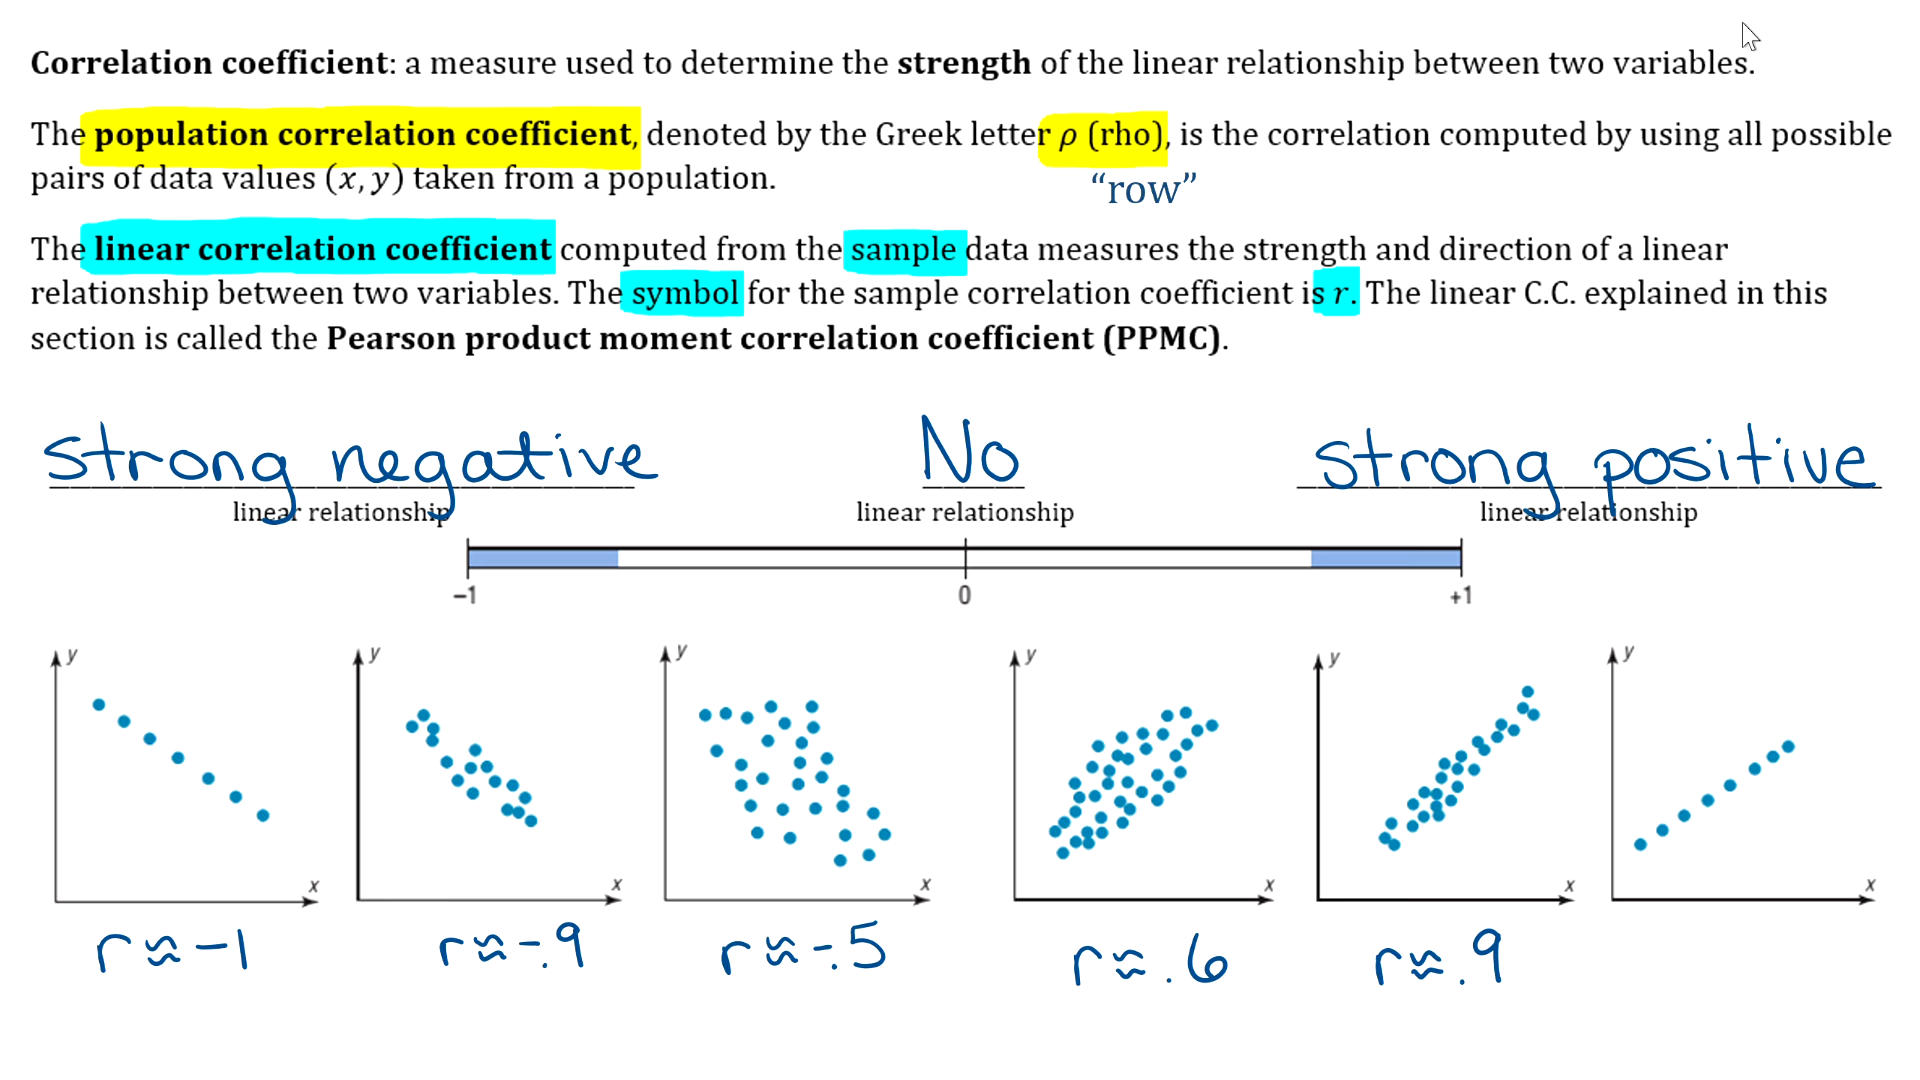 Correlation coefficient: a measure used to determine the strength of the linear relationship between two variables.
The population correlation coefficient, denoted by the Greek letter ρ (rho), is the correlation computed by using all possible
pairs of data values (x, y) taken from a population.
“row”
The linear correlation coefficient computed from the sample data measures the strength and direction of a linear
relationship between two variables. The symbol for the sample correlation coefficient is r. The linear C.C. explained in this
section is called the Pearson product moment correlation coefficient (PPMC).
strong negative No strong positive
linear relationship linear relationship linear relationship
−1 0 +1
y y y y y y
x x x x x x
r ≈ -1 r ≈ -.9 r ≈ -.5 r ≈ .6 r ≈ .9